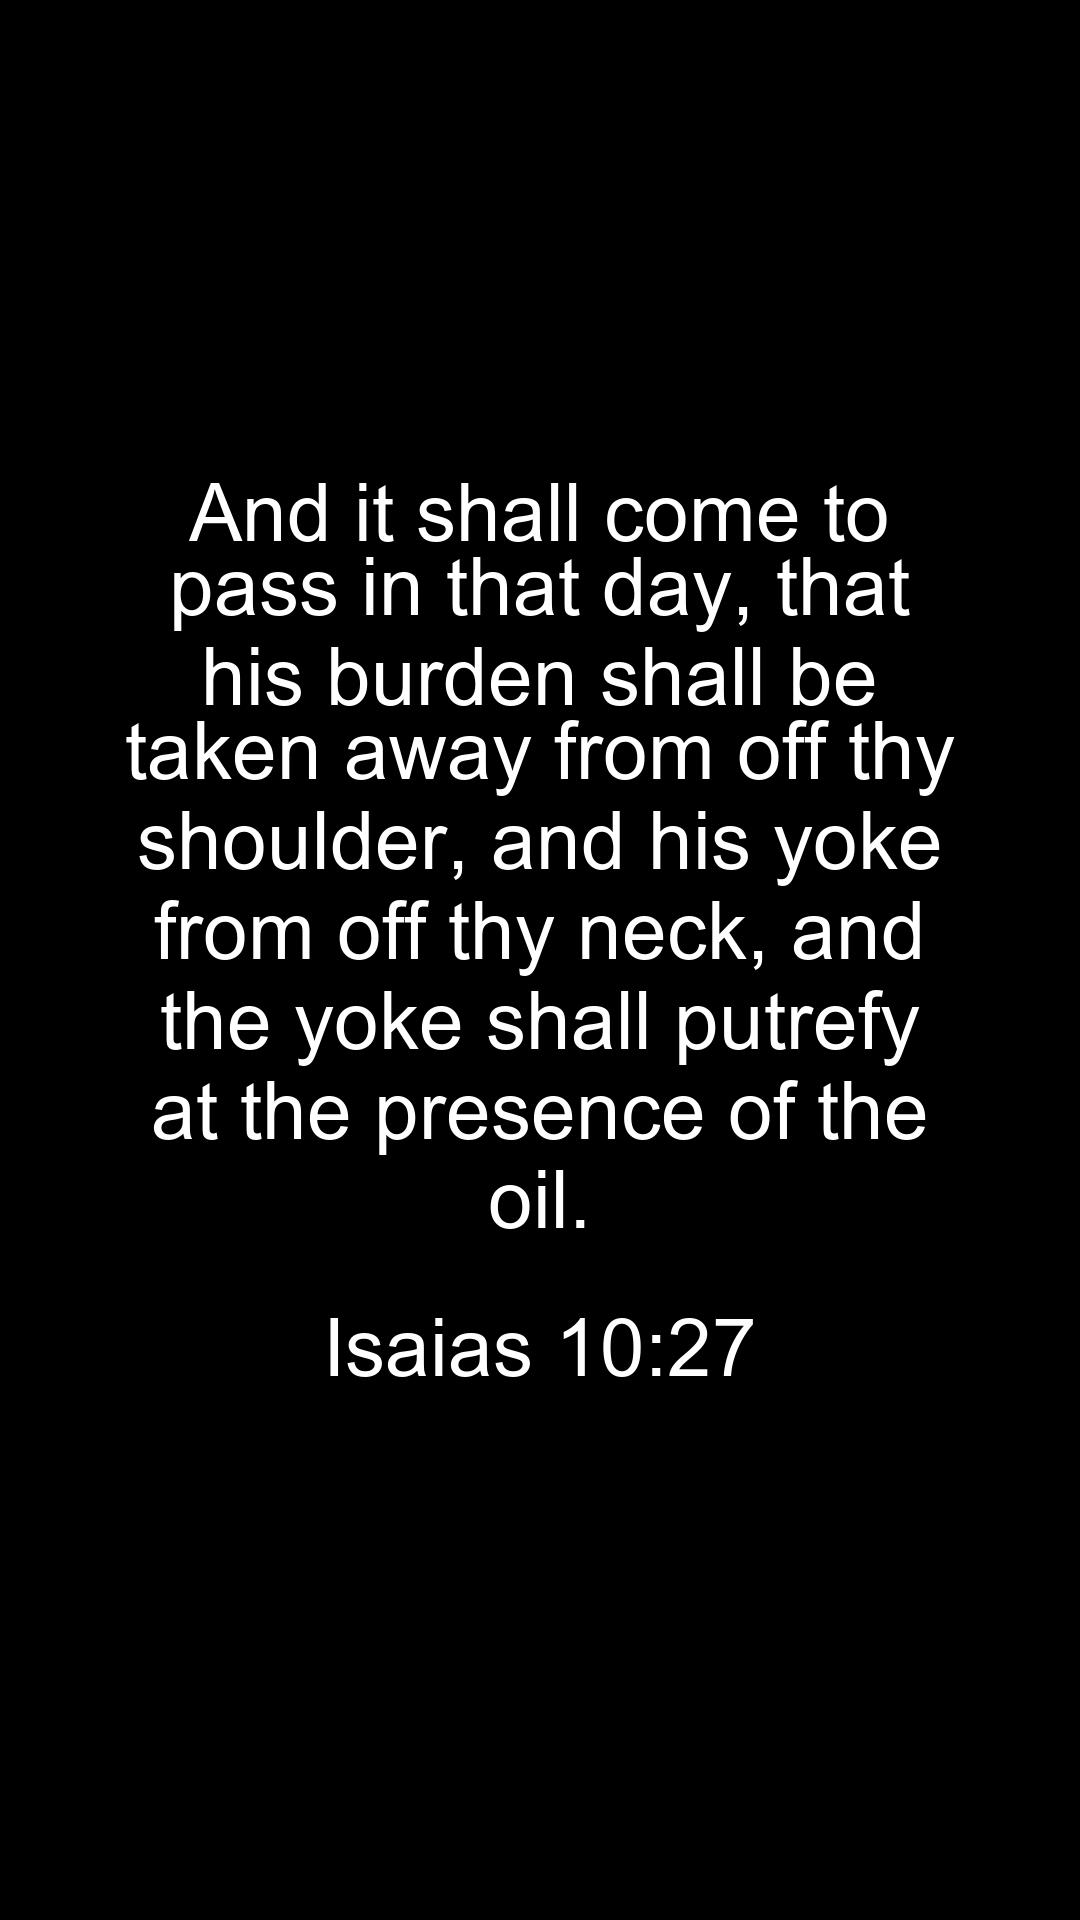 And it shall come to
pass in that day, that
his burden shall be
taken away from off thy
shoulder, and his yoke
from off thy neck, and
the yoke shall putrefy
at the presence of the
oil.
Isaias 10:27